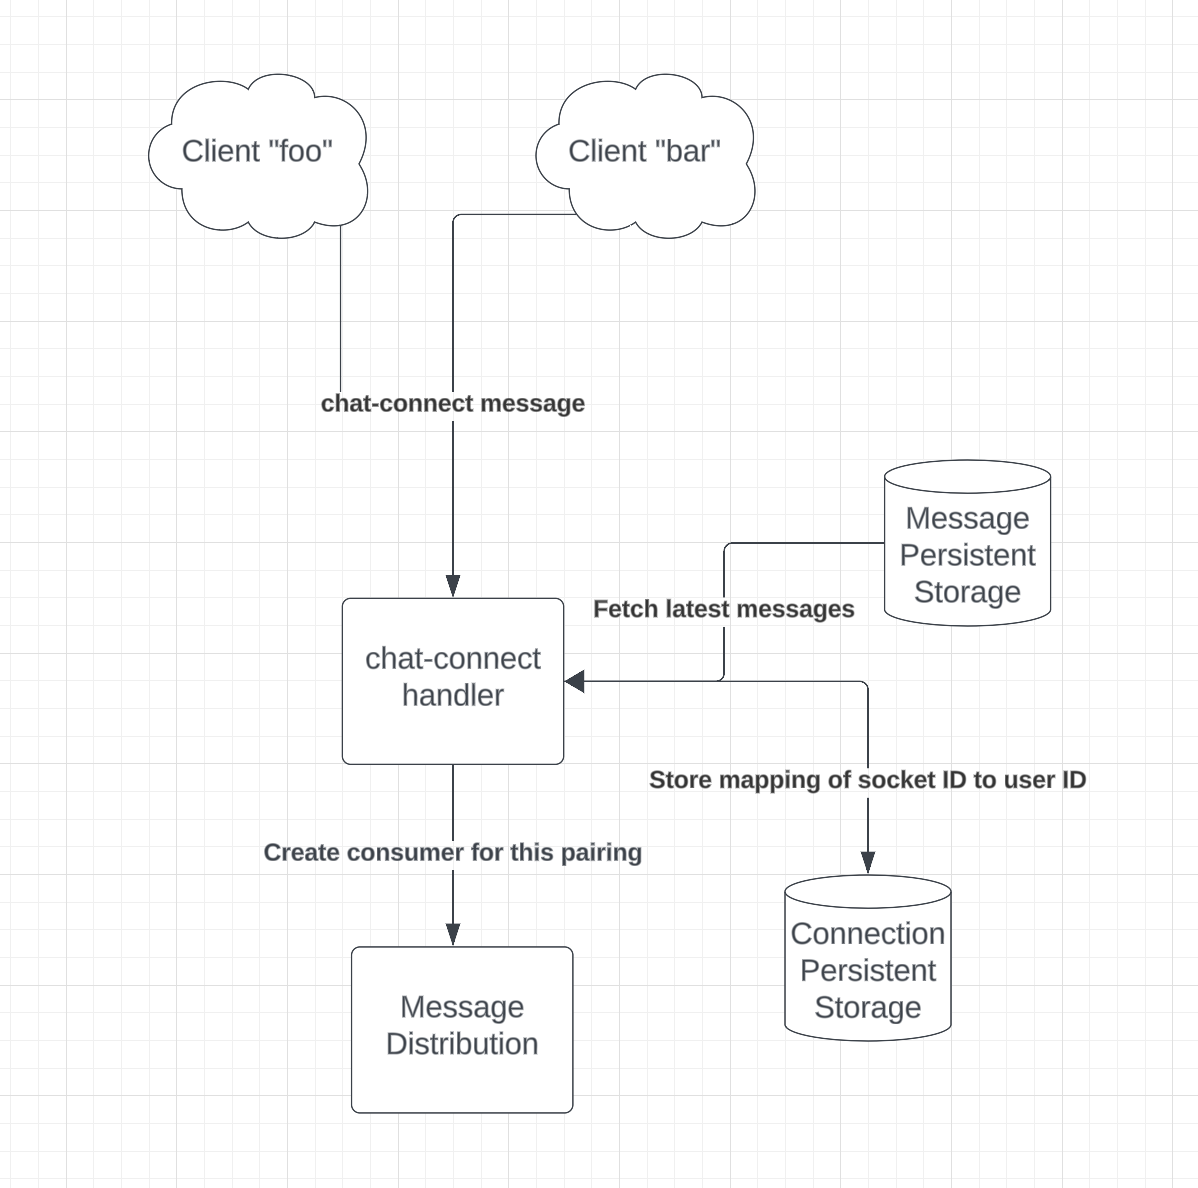 Client "foo"
Client "bar"
chat-connect message
Message
Persistent
Storage
Fetch latest messages
chat-connect
handler
Store mapping of socket ID to user ID
Create consumer for this pairing
Connection
Persistent
Storage
Message
Distribution